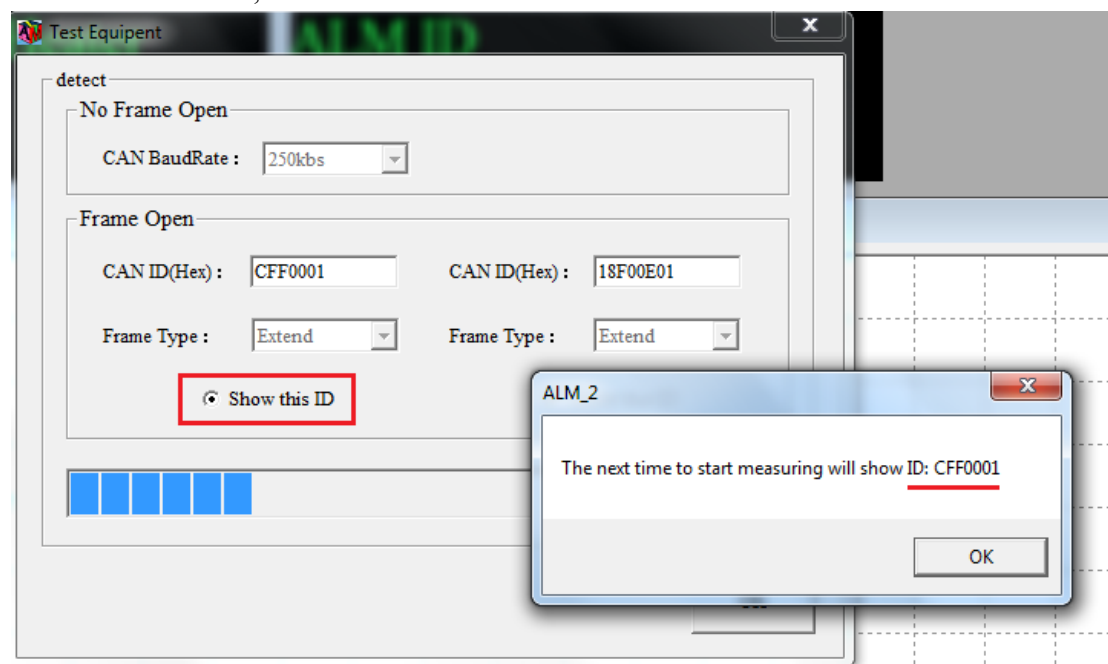 Test Equipent
ALM ID
detect
No Frame Open
CAN BaudRate :
250kbs
Frame Open
CAN ID(Hex) :
CFF0001
CAN ID(Hex) :
18F00E01
Frame Type :
Extend
Frame Type :
Extend
Show this ID
ALM_2
The next time to start measuring will show ID: CFF0001
OK